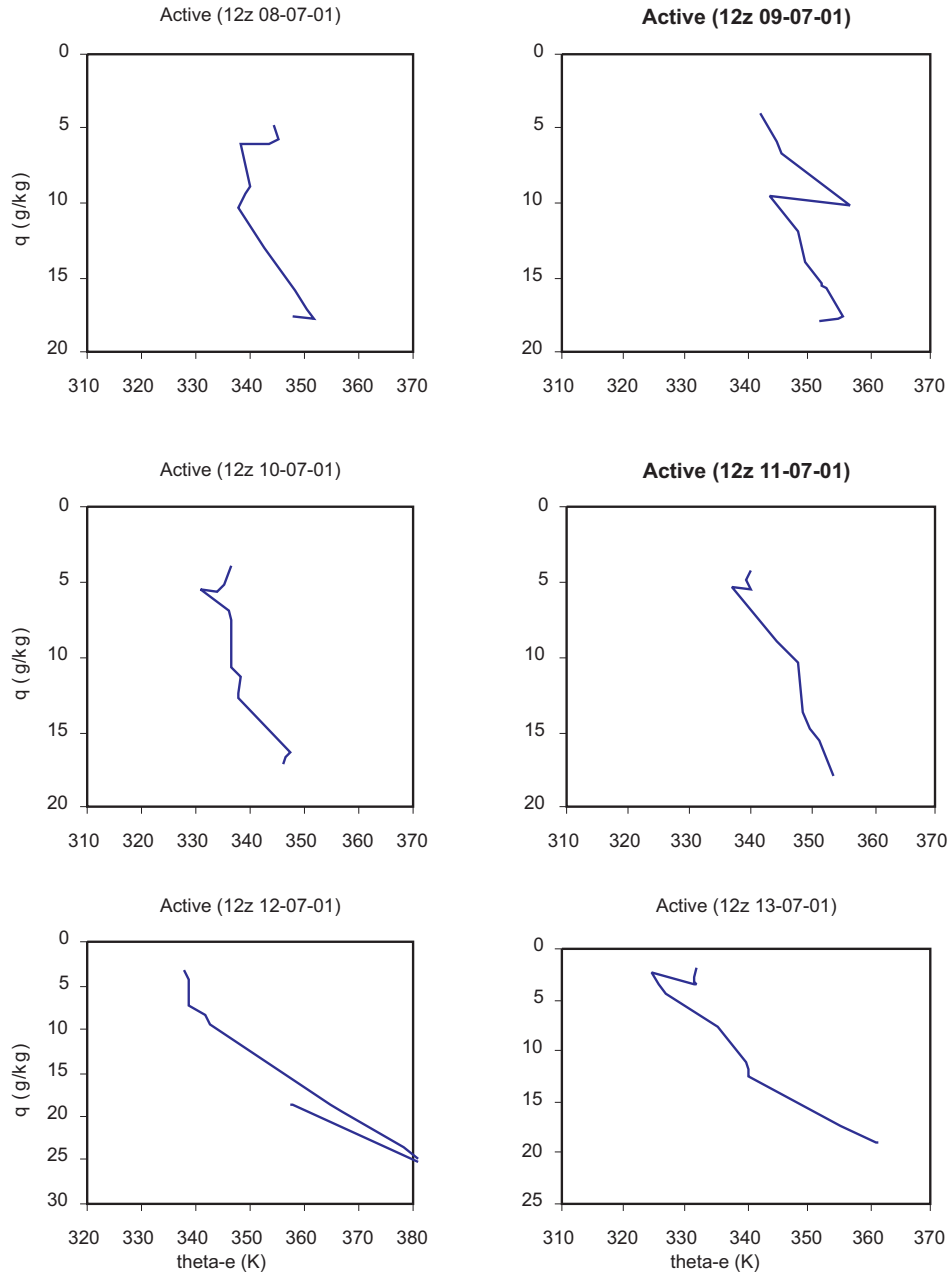 Active (12z 08-07-01)
0
5
10
15
20
q (g/kg)
310 320 330 340 350 360 370
Active (12z 09-07-01)
0
5
10
15
20
310 320 330 340 350 360 370
Active (12z 10-07-01)
0
5
10
15
20
q (g/kg)
310 320 330 340 350 360 370
Active (12z 11-07-01)
0
5
10
15
20
310 320 330 340 350 360 370
Active (12z 12-07-01)
0
5
10
15
20
25
30
q (g/kg)
320 330 340 350 360 370 380
theta-e (K)
Active (12z 13-07-01)
0
5
10
15
20
25
310 320 330 340 350 360 370
theta-e (K)